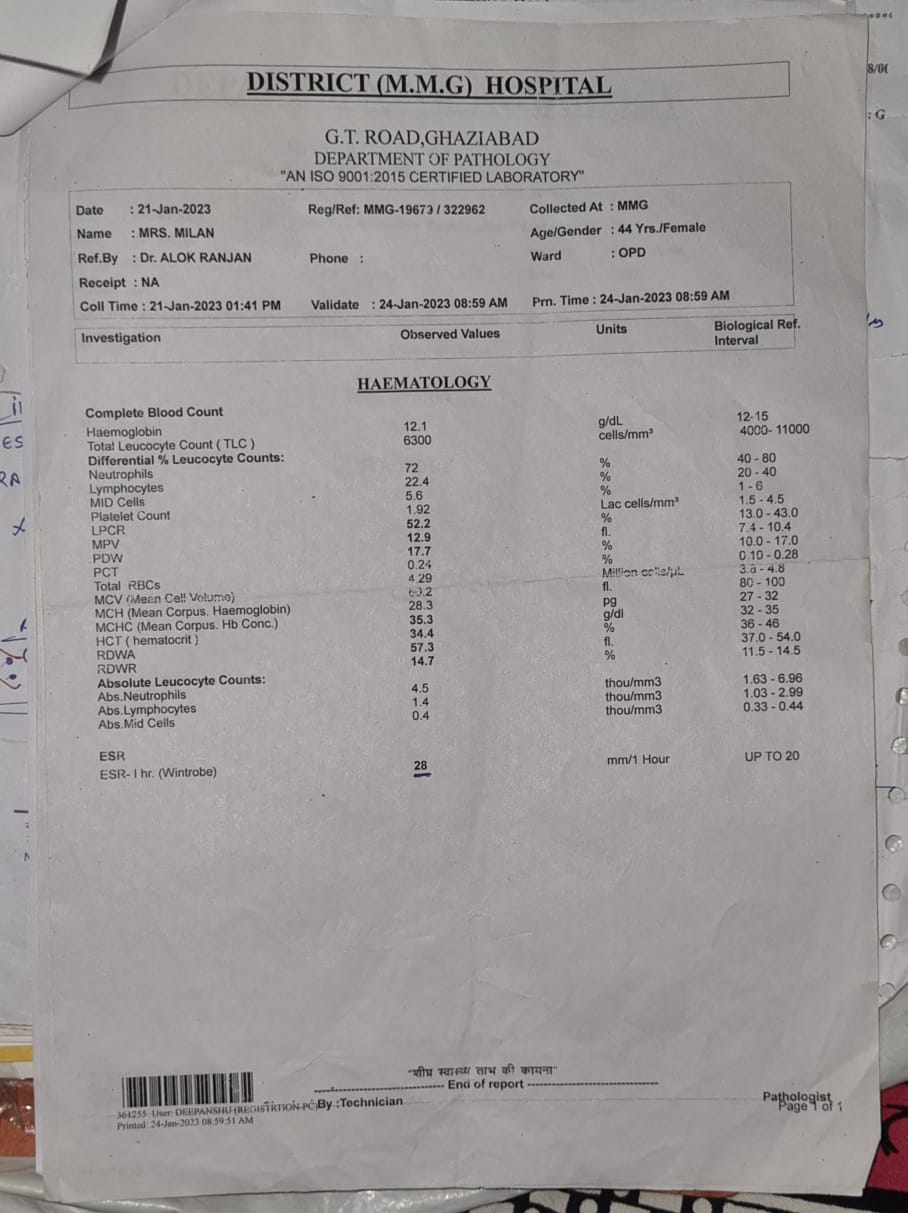 DISTRICT (M.M.G) HOSPITAL
G.T. ROAD,GHAZIABAD
DEPARTMENT OF PATHOLOGY
"AN ISO 9001:2015 CERTIFIED LABORATORY"
Date : 21-Jan-2023 Reg/Ref: MMG-19673 / 322962 Collected At : MMG
Name : MRS. MILAN Age/Gender : 44 Yrs./Female
Ref.By : Dr. ALOK RANJAN Phone : Ward : OPD
Receipt : NA
Coll Time : 21-Jan-2023 01:41 PM Validate : 24-Jan-2023 08:59 AM Prn. Time : 24-Jan-2023 08:59 AM
Investigation Observed Values Units Biological Ref. Interval
HAEMATOLOGY
Complete Blood Count
Haemoglobin 12.1 g/dL 12-15
Total Leucocyte Count ( TLC ) 6300 cells/mm³ 4000- 11000
Differential % Leucocyte Counts:
Neutrophils 72 % 40 - 80
Lymphocytes 22.4 % 20 - 40
MID Cells 5.6 % 1 - 6
Platelet Count 1.92 Lac cells/mm³ 1.5 - 4.5
LPCR 52.2 % 13.0 - 43.0
MPV 12.9 fl. 7.4 - 10.4
PDW 17.7 % 10.0 - 17.0
PCT 0.24 % 0.10 - 0.28
Total RBCs 4.29 Million cells/µL 3.8 - 4.8
MCV (Mean Cell Volume) fl. 80 - 100
MCH (Mean Corpus. Haemoglobin) 28.3 pg 27 - 32
MCHC (Mean Corpus. Hb Conc.) 35.3 g/dl 32 - 35
HCT ( hematocrit ) 34.4 % 36 - 46
RDWA 57.3 fl. 37.0 - 54.0
RDWR 14.7 % 11.5 - 14.5
Absolute Leucocyte Counts:
Abs.Neutrophils 4.5 thou/mm3 1.63 - 6.96
Abs.Lymphocytes 1.4 thou/mm3 1.03 - 2.99
Abs.Mid Cells 0.4 thou/mm3 0.33 - 0.44
ESR
ESR- I hr. (Wintrobe) 28 mm/1 Hour UP TO 20
"शीघ्र स्वास्थ्य लाभ की कामना"
End of report
361255 User: DEEPANSHU (REGISTRTION-PC) By :Technician
Pathologist
Printed: 24-Jan-2023 08:59:51 AM
Page 1 of 1